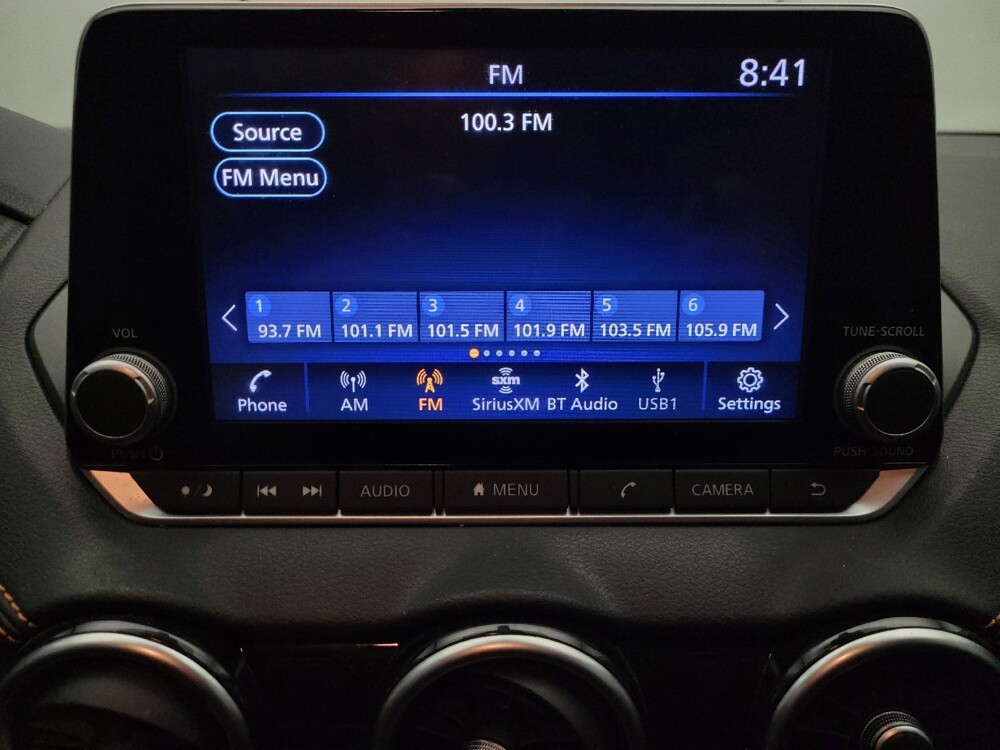 FM
8:41
Source
100.3 FM
FM Menu
1 2 3 4 5 6
93.7 FM 101.1 FM 101.5 FM 101.9 FM 103.5 FM 105.9 FM
VOL
TUNE·SCROLL
sxm
Phone AM FM SiriusXM BT Audio USB1 Settings
PUSH
PUSH SOUND
AUDIO MENU CAMERA